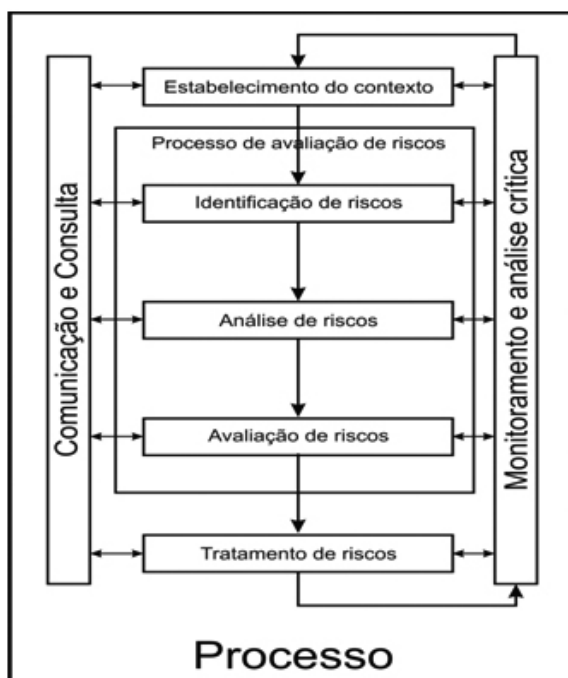 Estabelecimento do contexto
Processo de avaliação de riscos
Identificação de riscos
Análise de riscos
Avaliação de riscos
Tratamento de riscos
Comunicação e Consulta
Monitoramento e análise crítica
Processo